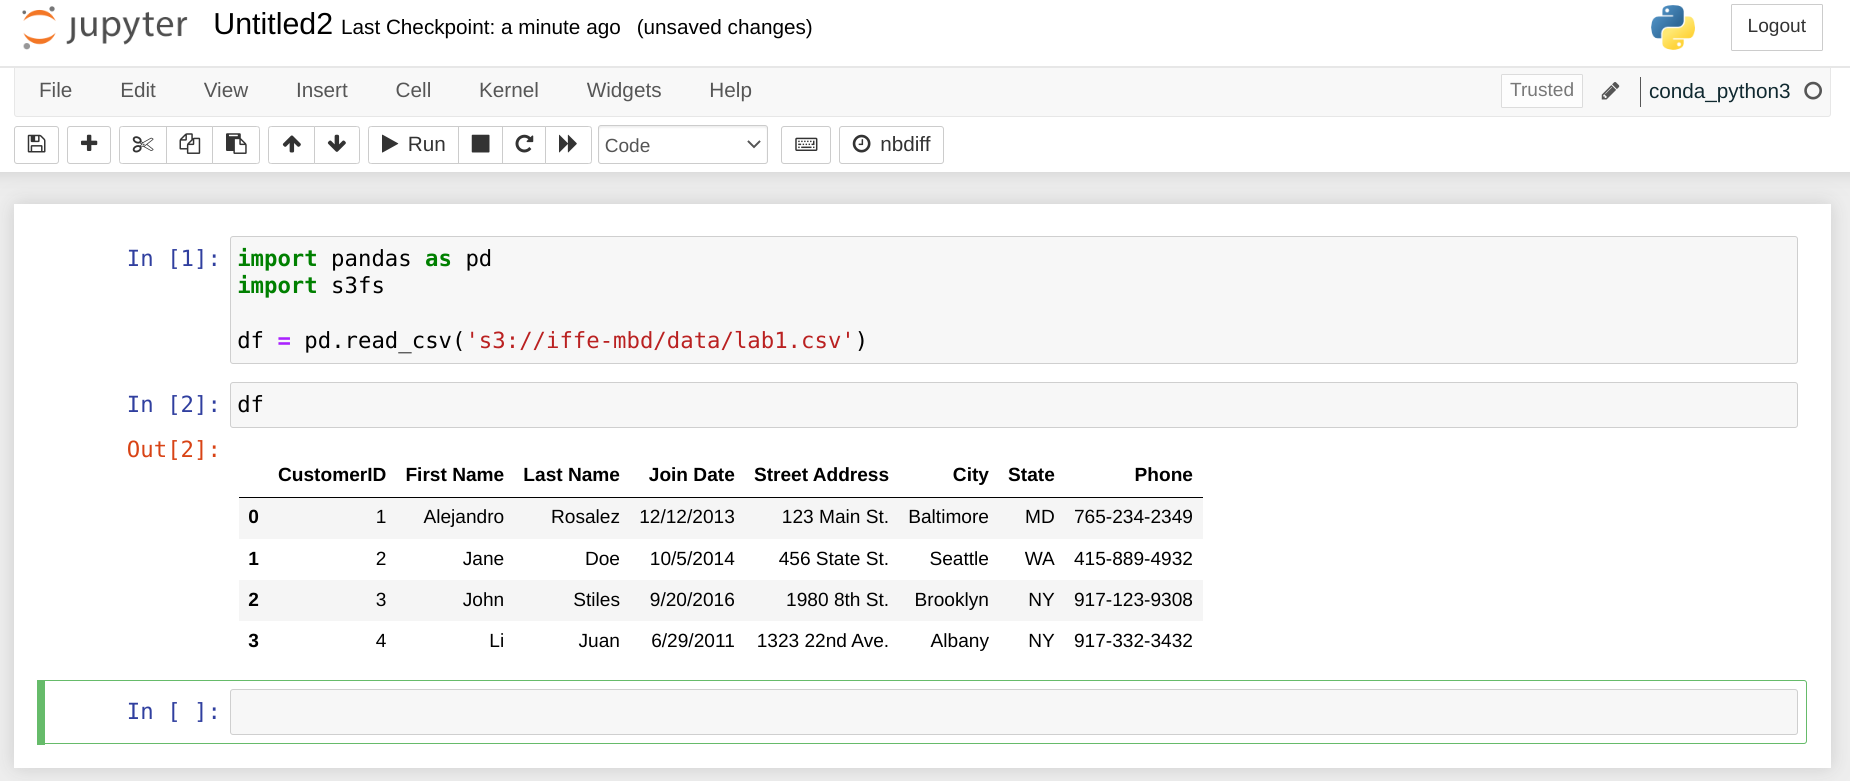 jupyter Untitled2 Last Checkpoint: a minute ago (unsaved changes) Logout
File Edit View Insert Cell Kernel Widgets Help Trusted conda_python3
Run Code nbdiff
In [1]: import pandas as pd
import s3fs
df = pd.read_csv('s3://iffe-mbd/data/lab1.csv')
In [2]: df
Out[2]:
CustomerID First Name Last Name Join Date Street Address City State Phone
0 1 Alejandro Rosalez 12/12/2013 123 Main St. Baltimore MD 765-234-2349
1 2 Jane Doe 10/5/2014 456 State St. Seattle WA 415-889-4932
2 3 John Stiles 9/20/2016 1980 8th St. Brooklyn NY 917-123-9308
3 4 Li Juan 6/29/2011 1323 22nd Ave. Albany NY 917-332-3432
In [ ]: